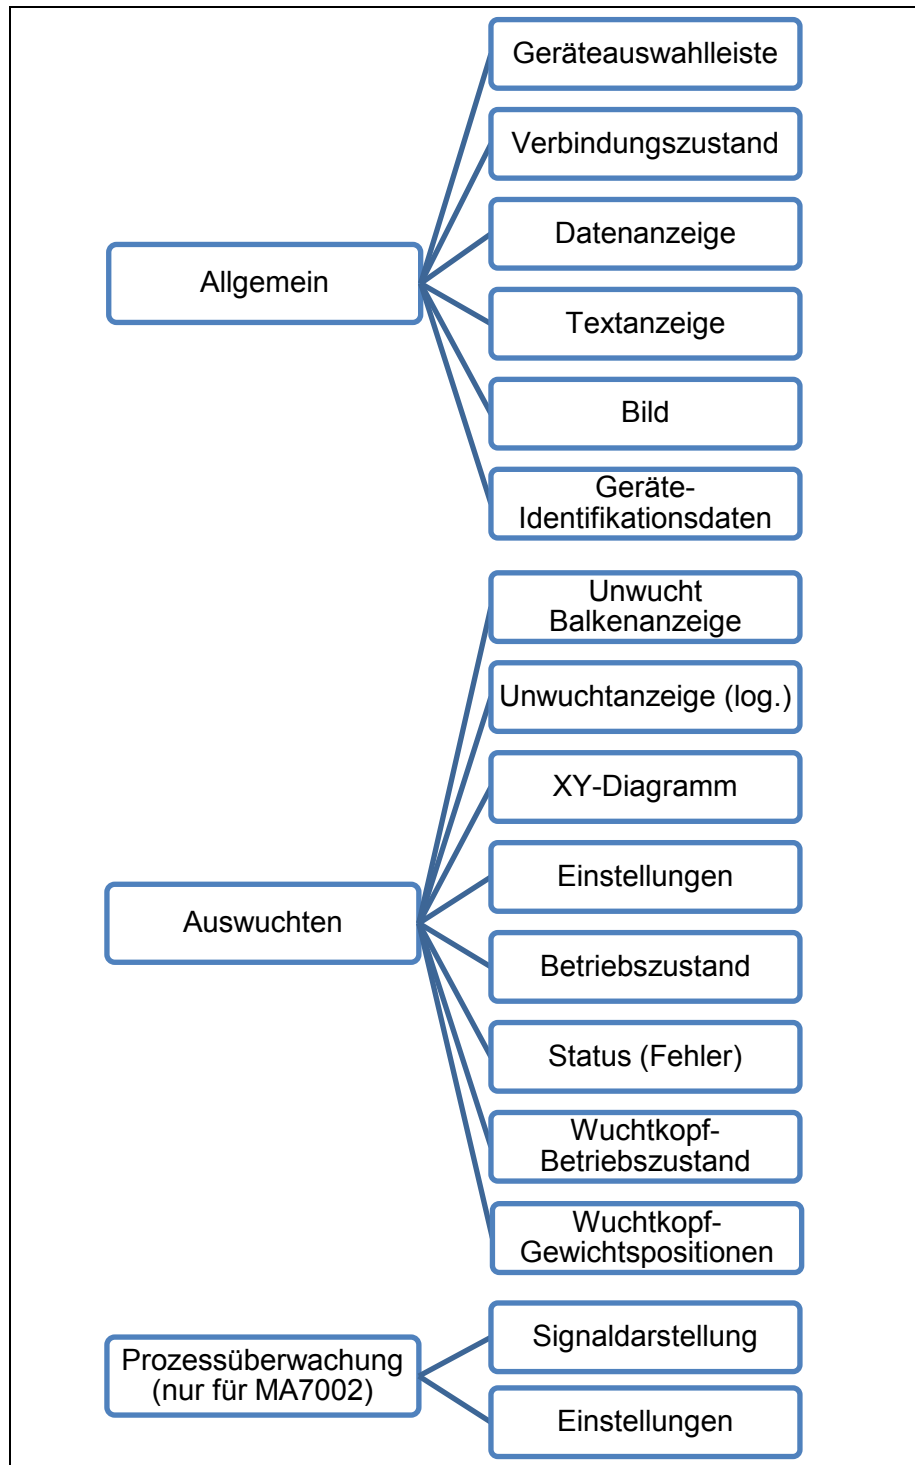 Allgemein
Geräteauswahlleiste
Verbindungszustand
Datenanzeige
Textanzeige
Bild
Geräte-
Identifikationsdaten
Auswuchten
Unwucht
Balkenanzeige
Unwuchtanzeige (log.)
XY-Diagramm
Einstellungen
Betriebszustand
Status (Fehler)
Wuchtkopf-
Betriebszustand
Wuchtkopf-
Gewichtspositionen
Prozessüberwachung
(nur für MA7002)
Signaldarstellung
Einstellungen